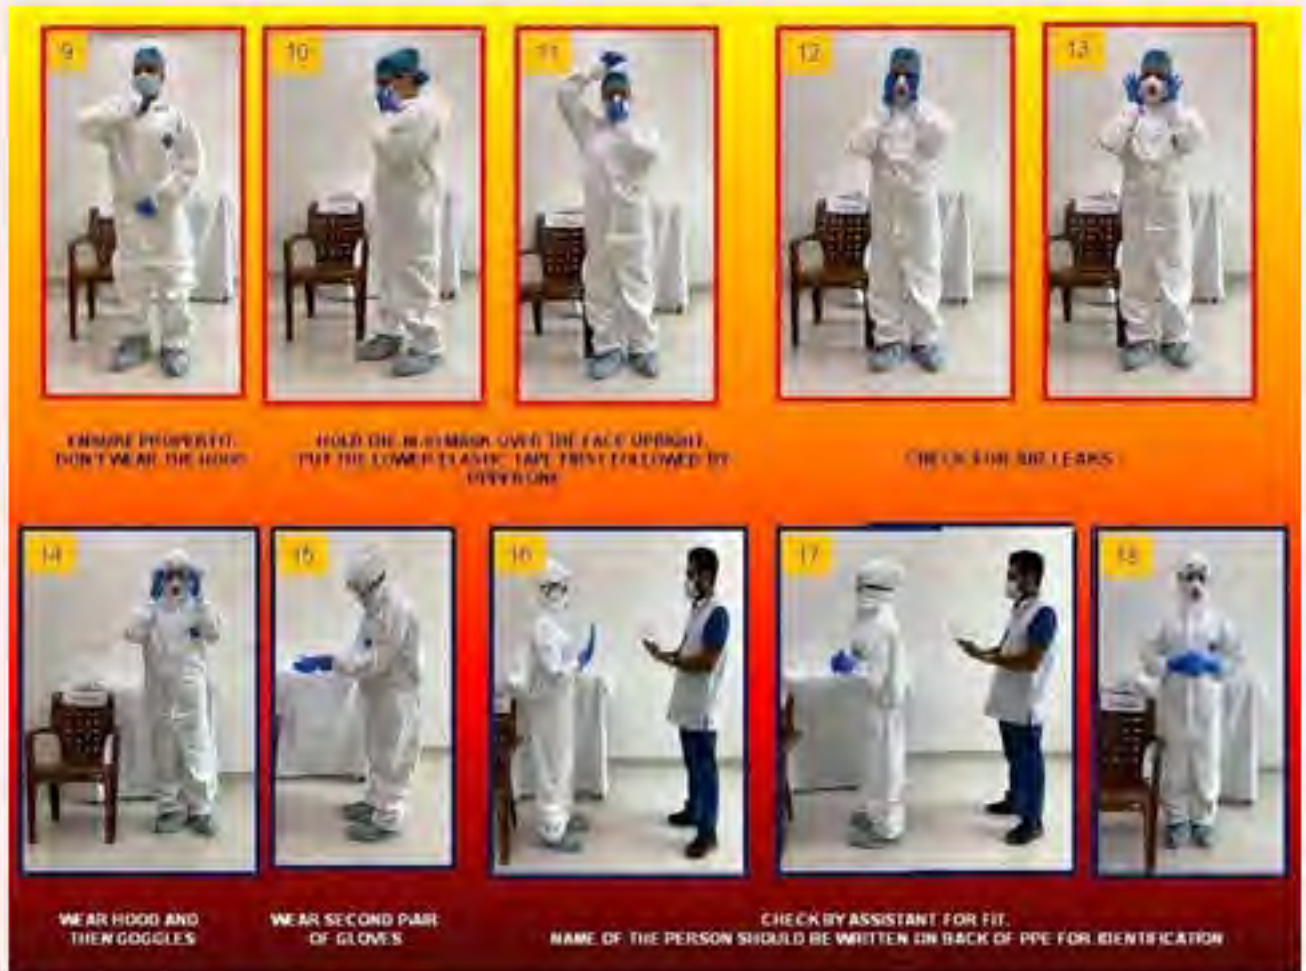 9
10
11
12
13
ENSURE PROPER FIT.
DON'T WEAR THE HOOD
HOLD THE N-95 MASK OVER THE FACE UPRIGHT.
PUT THE LOWER ELASTIC TAPE FIRST FOLLOWED BY
UPPER ONE
CHECK FOR AIR LEAKS
14
15
16
17
18
WEAR HOOD AND
THEN GOGGLES
WEAR SECOND PAIR
OF GLOVES
CHECK BY ASSISTANT FOR FIT.
NAME OF THE PERSON SHOULD BE WRITTEN ON BACK OF PPE FOR IDENTIFICATION